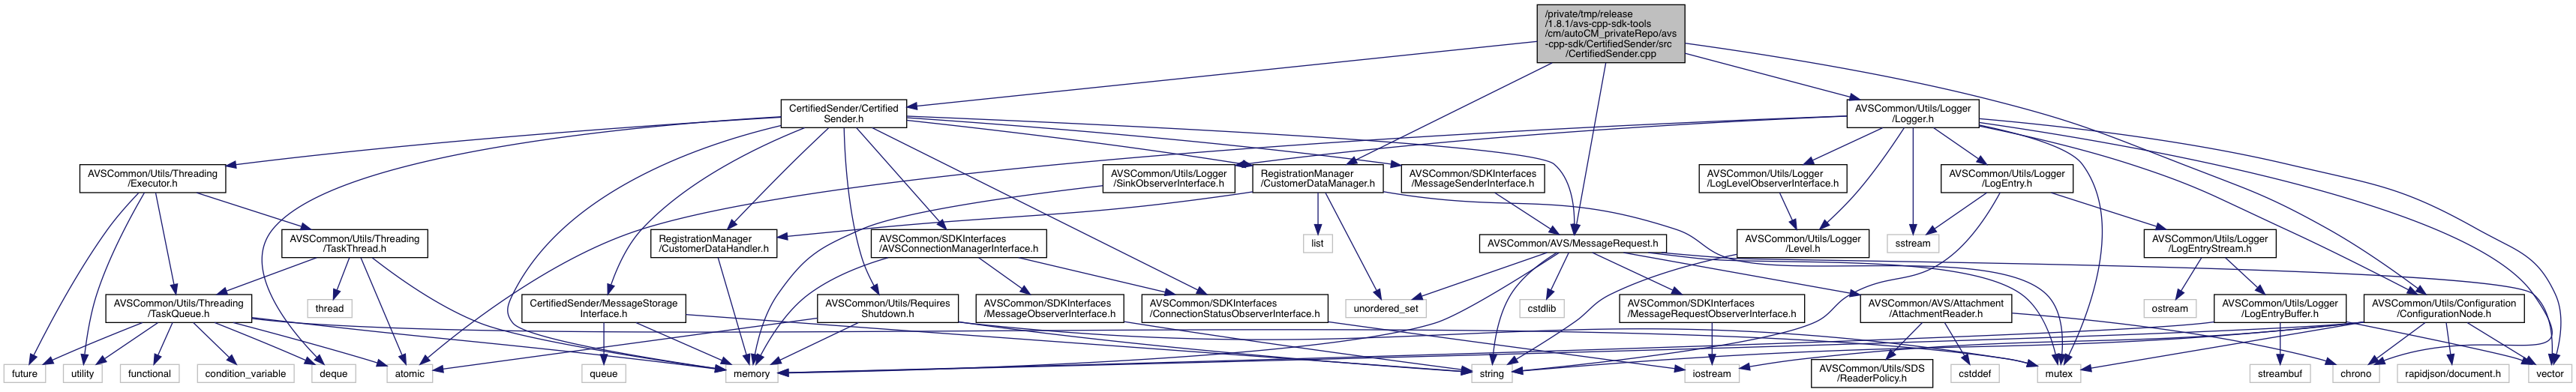 /private/tmp/release
/1.8.1/avs-cpp-sdk-tools
/cm/autoCM_privateRepo/avs
-cpp-sdk/CertifiedSender/src
/CertifiedSender.cpp
CertifiedSender/Certified
Sender.h
AVSCommon/Utils/Logger
/Logger.h
AVSCommon/Utils/Threading
/Executor.h
AVSCommon/Utils/Logger
/SinkObserverInterface.h
RegistrationManager
/CustomerDataManager.h
AVSCommon/SDKInterfaces
/MessageSenderInterface.h
AVSCommon/Utils/Logger
/LogLevelObserverInterface.h
AVSCommon/Utils/Logger
/LogEntry.h
AVSCommon/Utils/Threading
/TaskThread.h
RegistrationManager
/CustomerDataHandler.h
AVSCommon/SDKInterfaces
/AVSConnectionManagerInterface.h
list
AVSCommon/AVS/MessageRequest.h
AVSCommon/Utils/Logger
/Level.h
sstream
AVSCommon/Utils/Logger
/LogEntryStream.h
AVSCommon/Utils/Threading
/TaskQueue.h
thread
CertifiedSender/MessageStorage
Interface.h
AVSCommon/Utils/Requires
Shutdown.h
AVSCommon/SDKInterfaces
/MessageObserverInterface.h
AVSCommon/SDKInterfaces
/ConnectionStatusObserverInterface.h
unordered_set
cstdlib
AVSCommon/SDKInterfaces
/MessageRequestObserverInterface.h
AVSCommon/AVS/Attachment
/AttachmentReader.h
ostream
AVSCommon/Utils/Logger
/LogEntryBuffer.h
AVSCommon/Utils/Configuration
/ConfigurationNode.h
future
utility
functional
condition_variable
deque
atomic
queue
memory
string
iostream
AVSCommon/Utils/SDS
/ReaderPolicy.h
cstddef
mutex
streambuf
chrono
rapidjson/document.h
vector